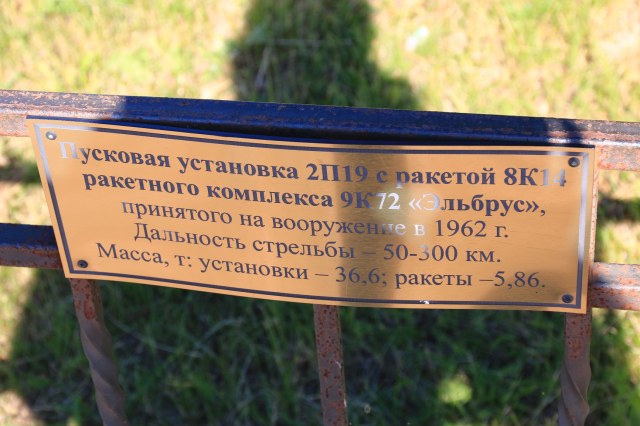 Пусковая установка 2П19 с ракетой 8К14
ракетного комплекса 9К72 «Эльбрус»,
принятого на вооружение в 1962 г.
Дальность стрельбы – 50-300 км.
Масса, т: установки – 36,6; ракеты –5,86.